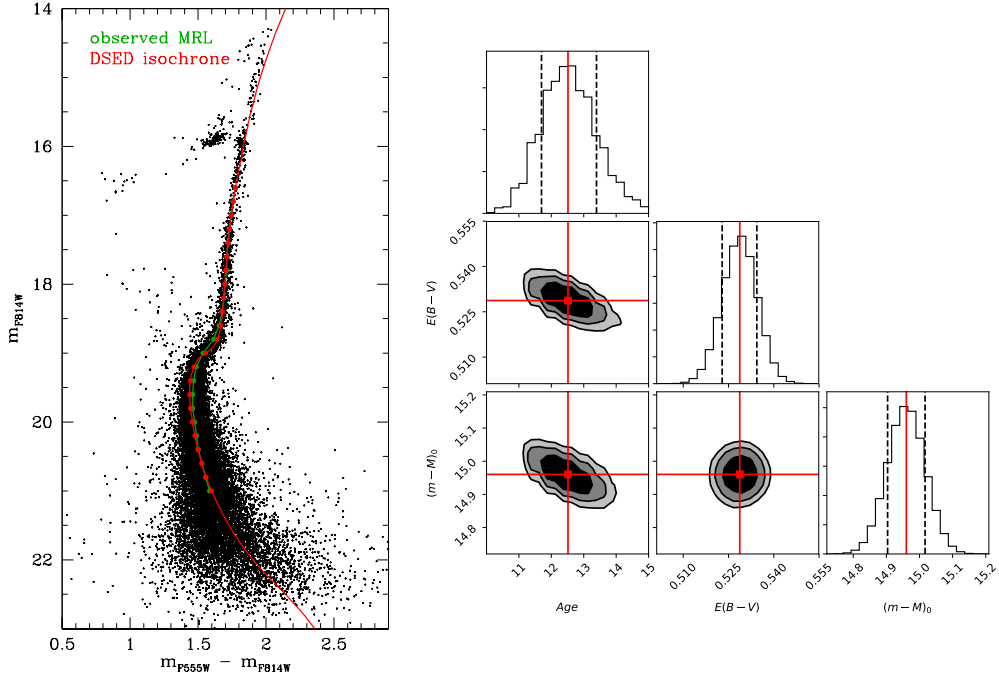 observed MRL
DSED isochrone
14
16
18
20
22
m_F814W
0.5 1 1.5 2 2.5
m_F555W − m_F814W
0.555
0.540
0.525
0.510
E(B − V)
15.2
15.1
15.0
14.9
14.8
(m − M)₀
11 12 13 14 15
Age
0.510 0.525 0.540 0.555
E(B − V)
14.8 14.9 15.0 15.1 15.2
(m − M)₀